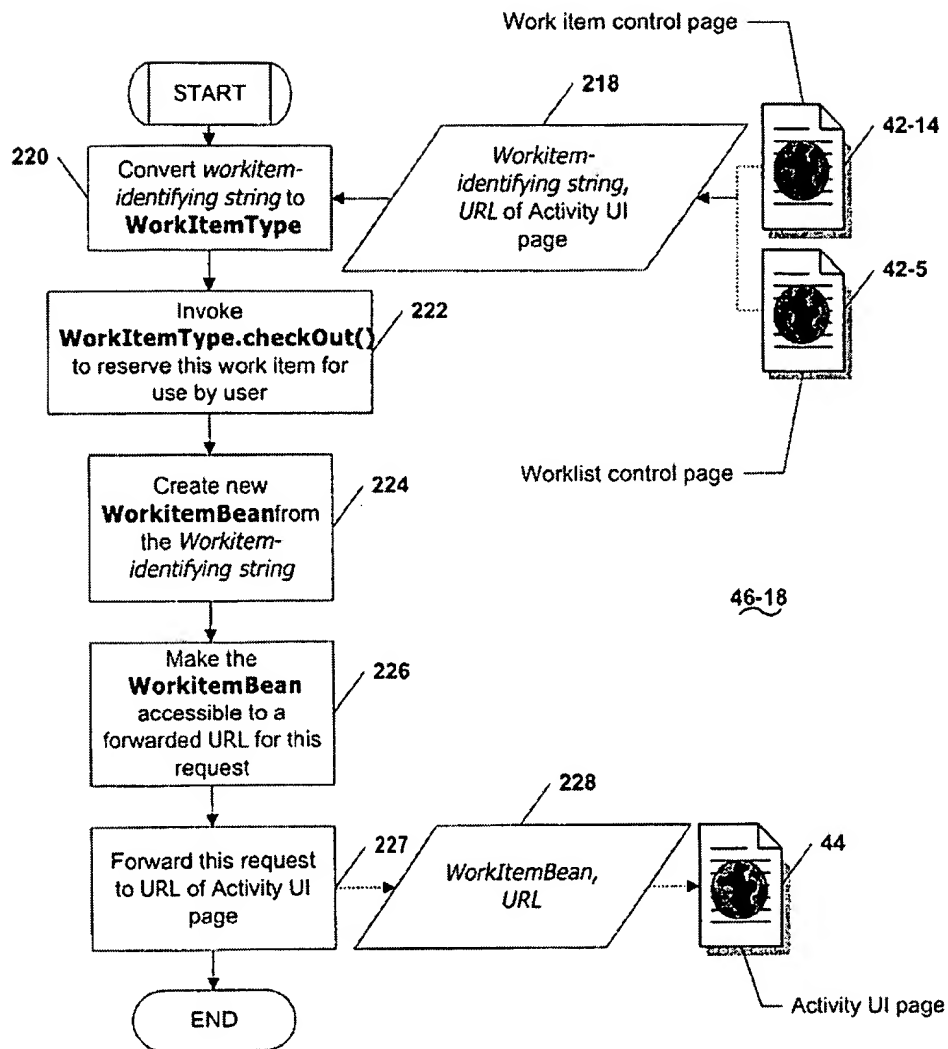 Work item control page
START
218
42-14
220
Convert workitem-
identifying string to
WorkItemType
Workitem-
identifying string,
URL of Activity UI
page
42-5
Invoke
WorkItemType.checkOut()
to reserve this work item for
use by user
222
Worklist control page
Create new
WorkitemBeanfrom
the Workitem-
identifying string
224
46-18
Make the
WorkitemBean
accessible to a
forwarded URL for this
request
226
228
Forward this request
to URL of Activity UI
page
227
WorkItemBean,
URL
44
END
Activity UI page